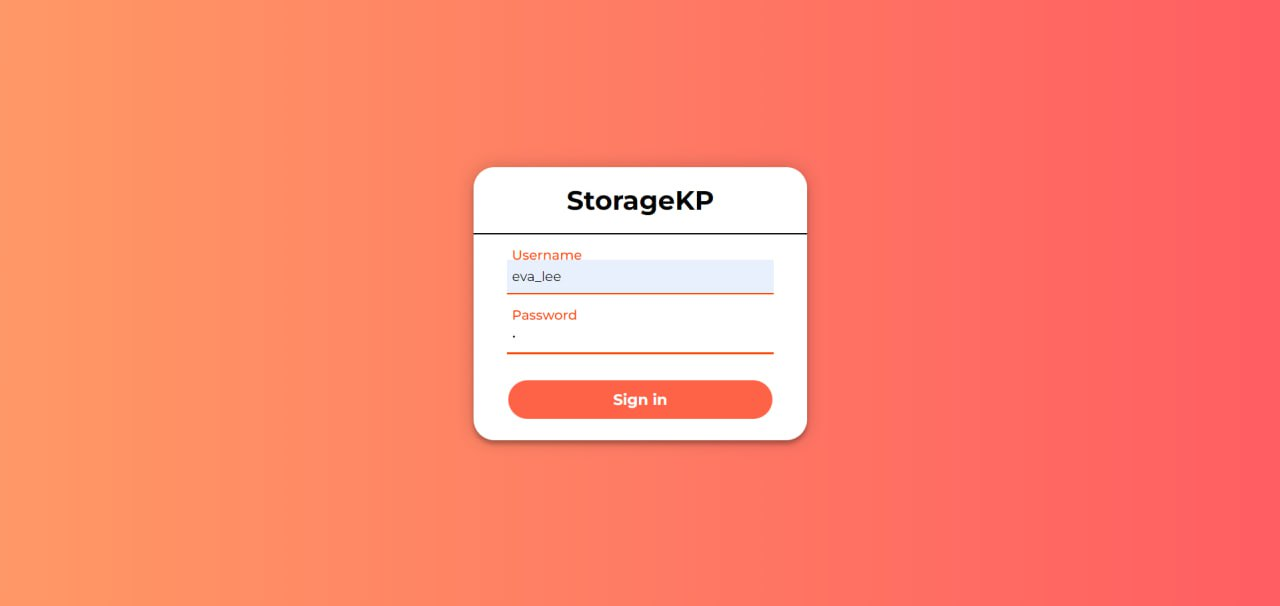 StorageKP
Username
eva_lee
Password
•
Sign in